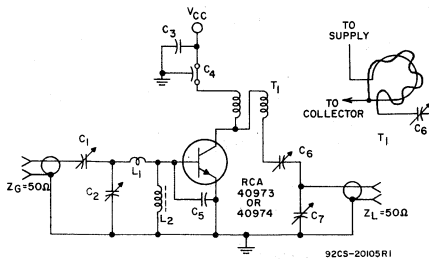 VCC
C3
C4
TO
SUPPLY
T1
TO
COLLECTOR
C6
T1
C1
L1
C6
ZG=50Ω
C2
L2
C5
RCA
40973
OR
40974
C7
ZL=50Ω
92CS-20105R1